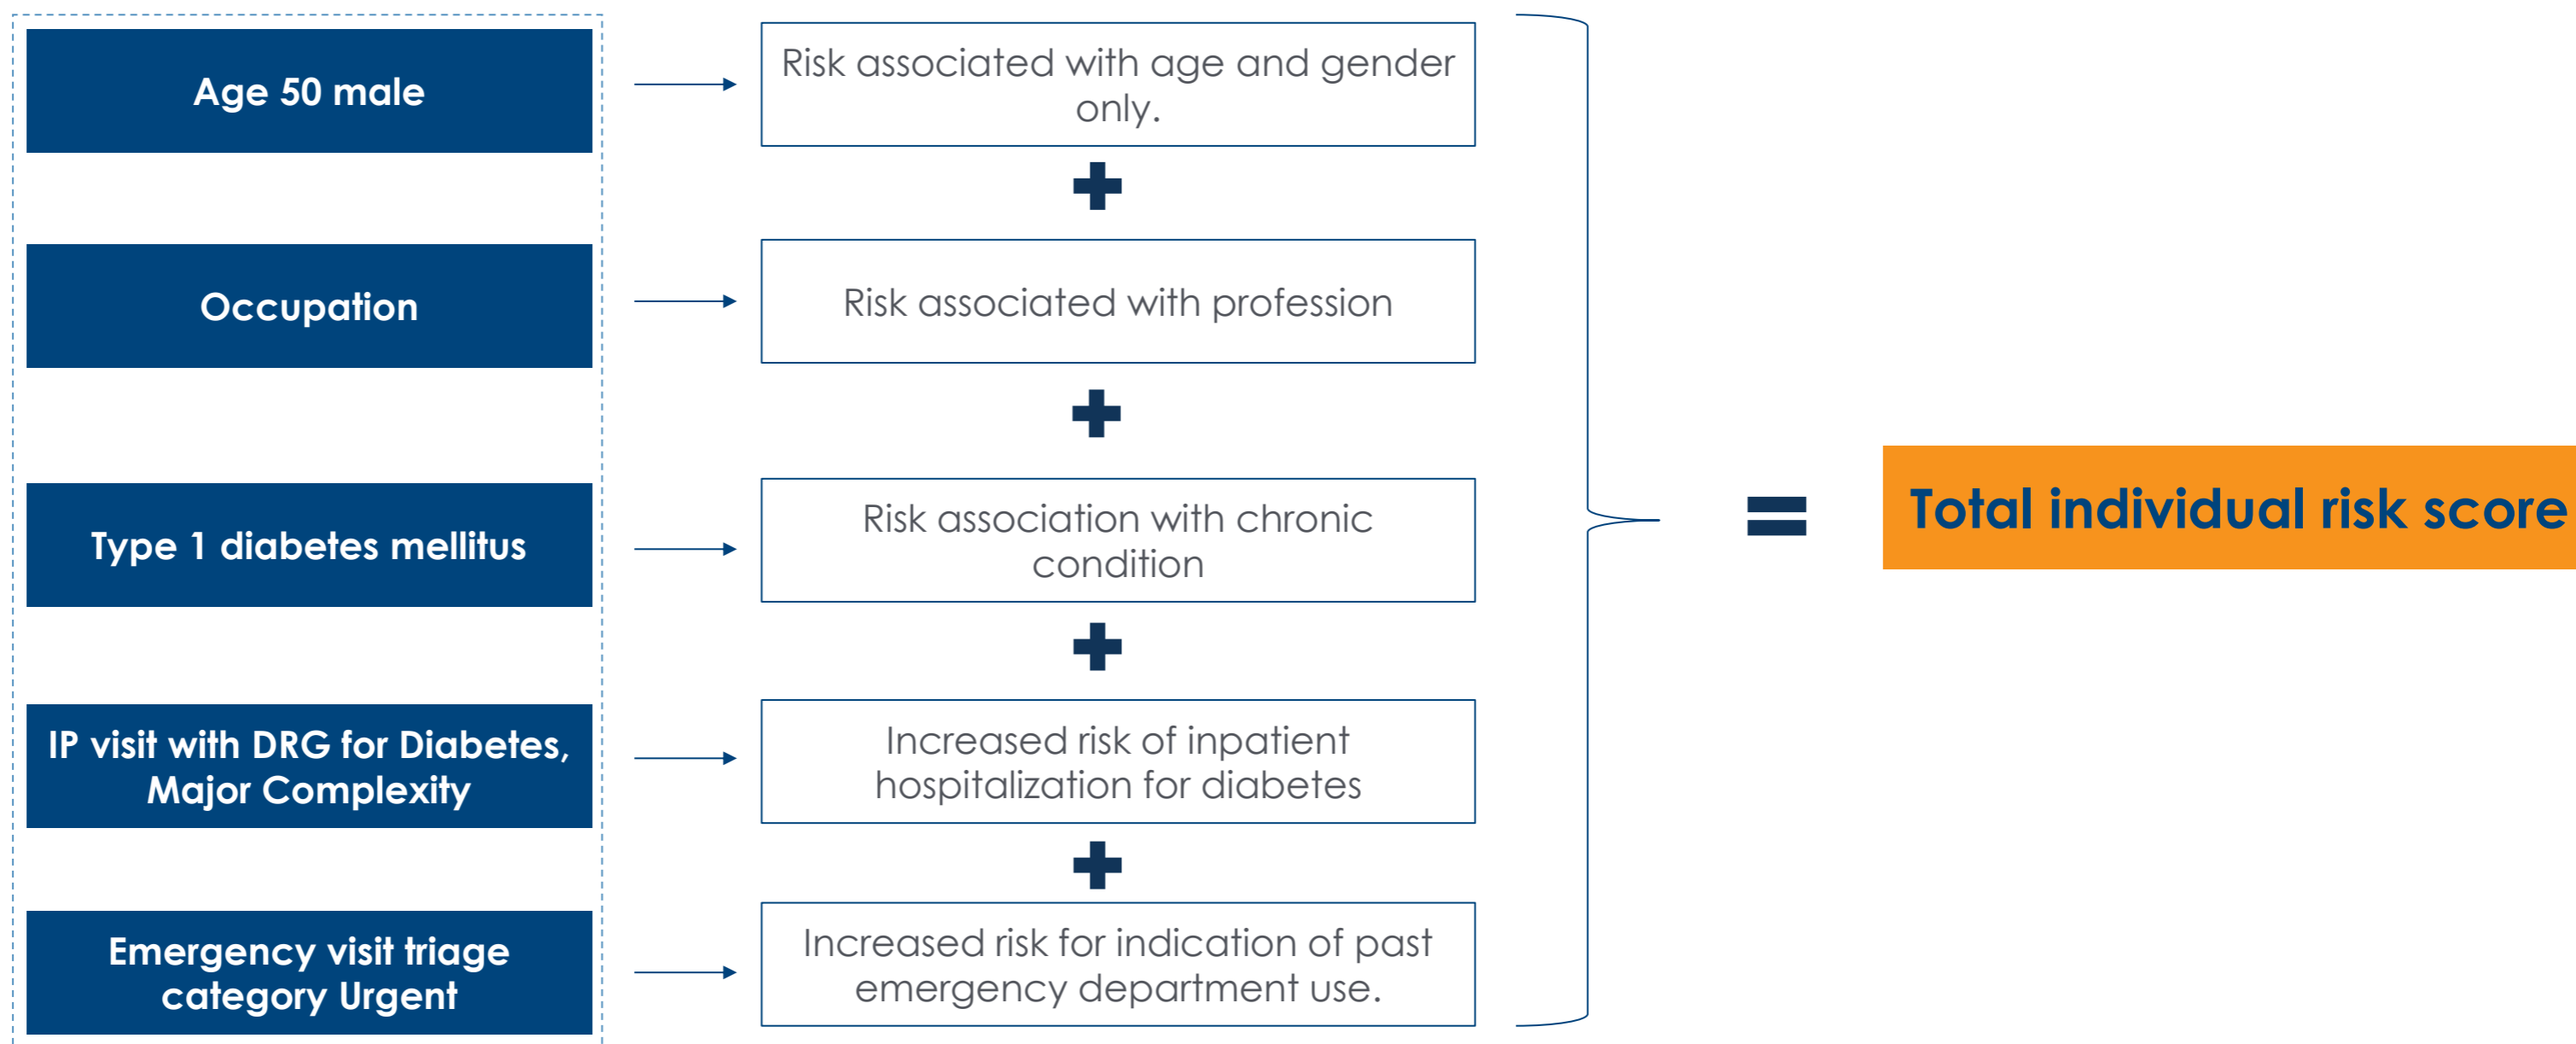 Age 50 male
Risk associated with age and gender
only.
Occupation
Risk associated with profession
Type 1 diabetes mellitus
Risk association with chronic
condition
=
Total individual risk score
IP visit with DRG for Diabetes,
Major Complexity
Increased risk of inpatient
hospitalization for diabetes
Emergency visit triage
category Urgent
Increased risk for indication of past
emergency department use.